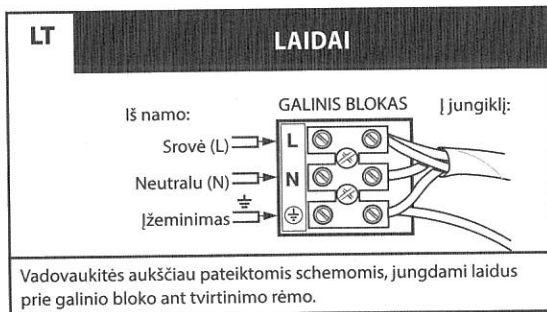 LT
LAIDAI
Iš namo:
GALINIS BLOKAS
Į jungiklį:
Srovė (L)
L
Neutralu (N)
N
Įžeminimas
Vadovaukitės aukščiau pateiktomis schemomis, jungdami laidus
prie galinio bloko ant tvirtinimo rėmo.